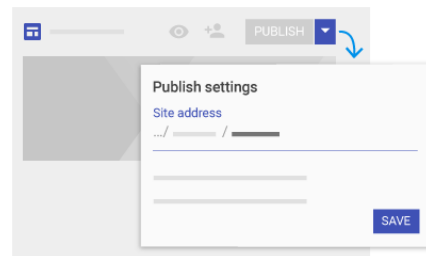 PUBLISH
Publish settings
Site address
.../ /
SAVE